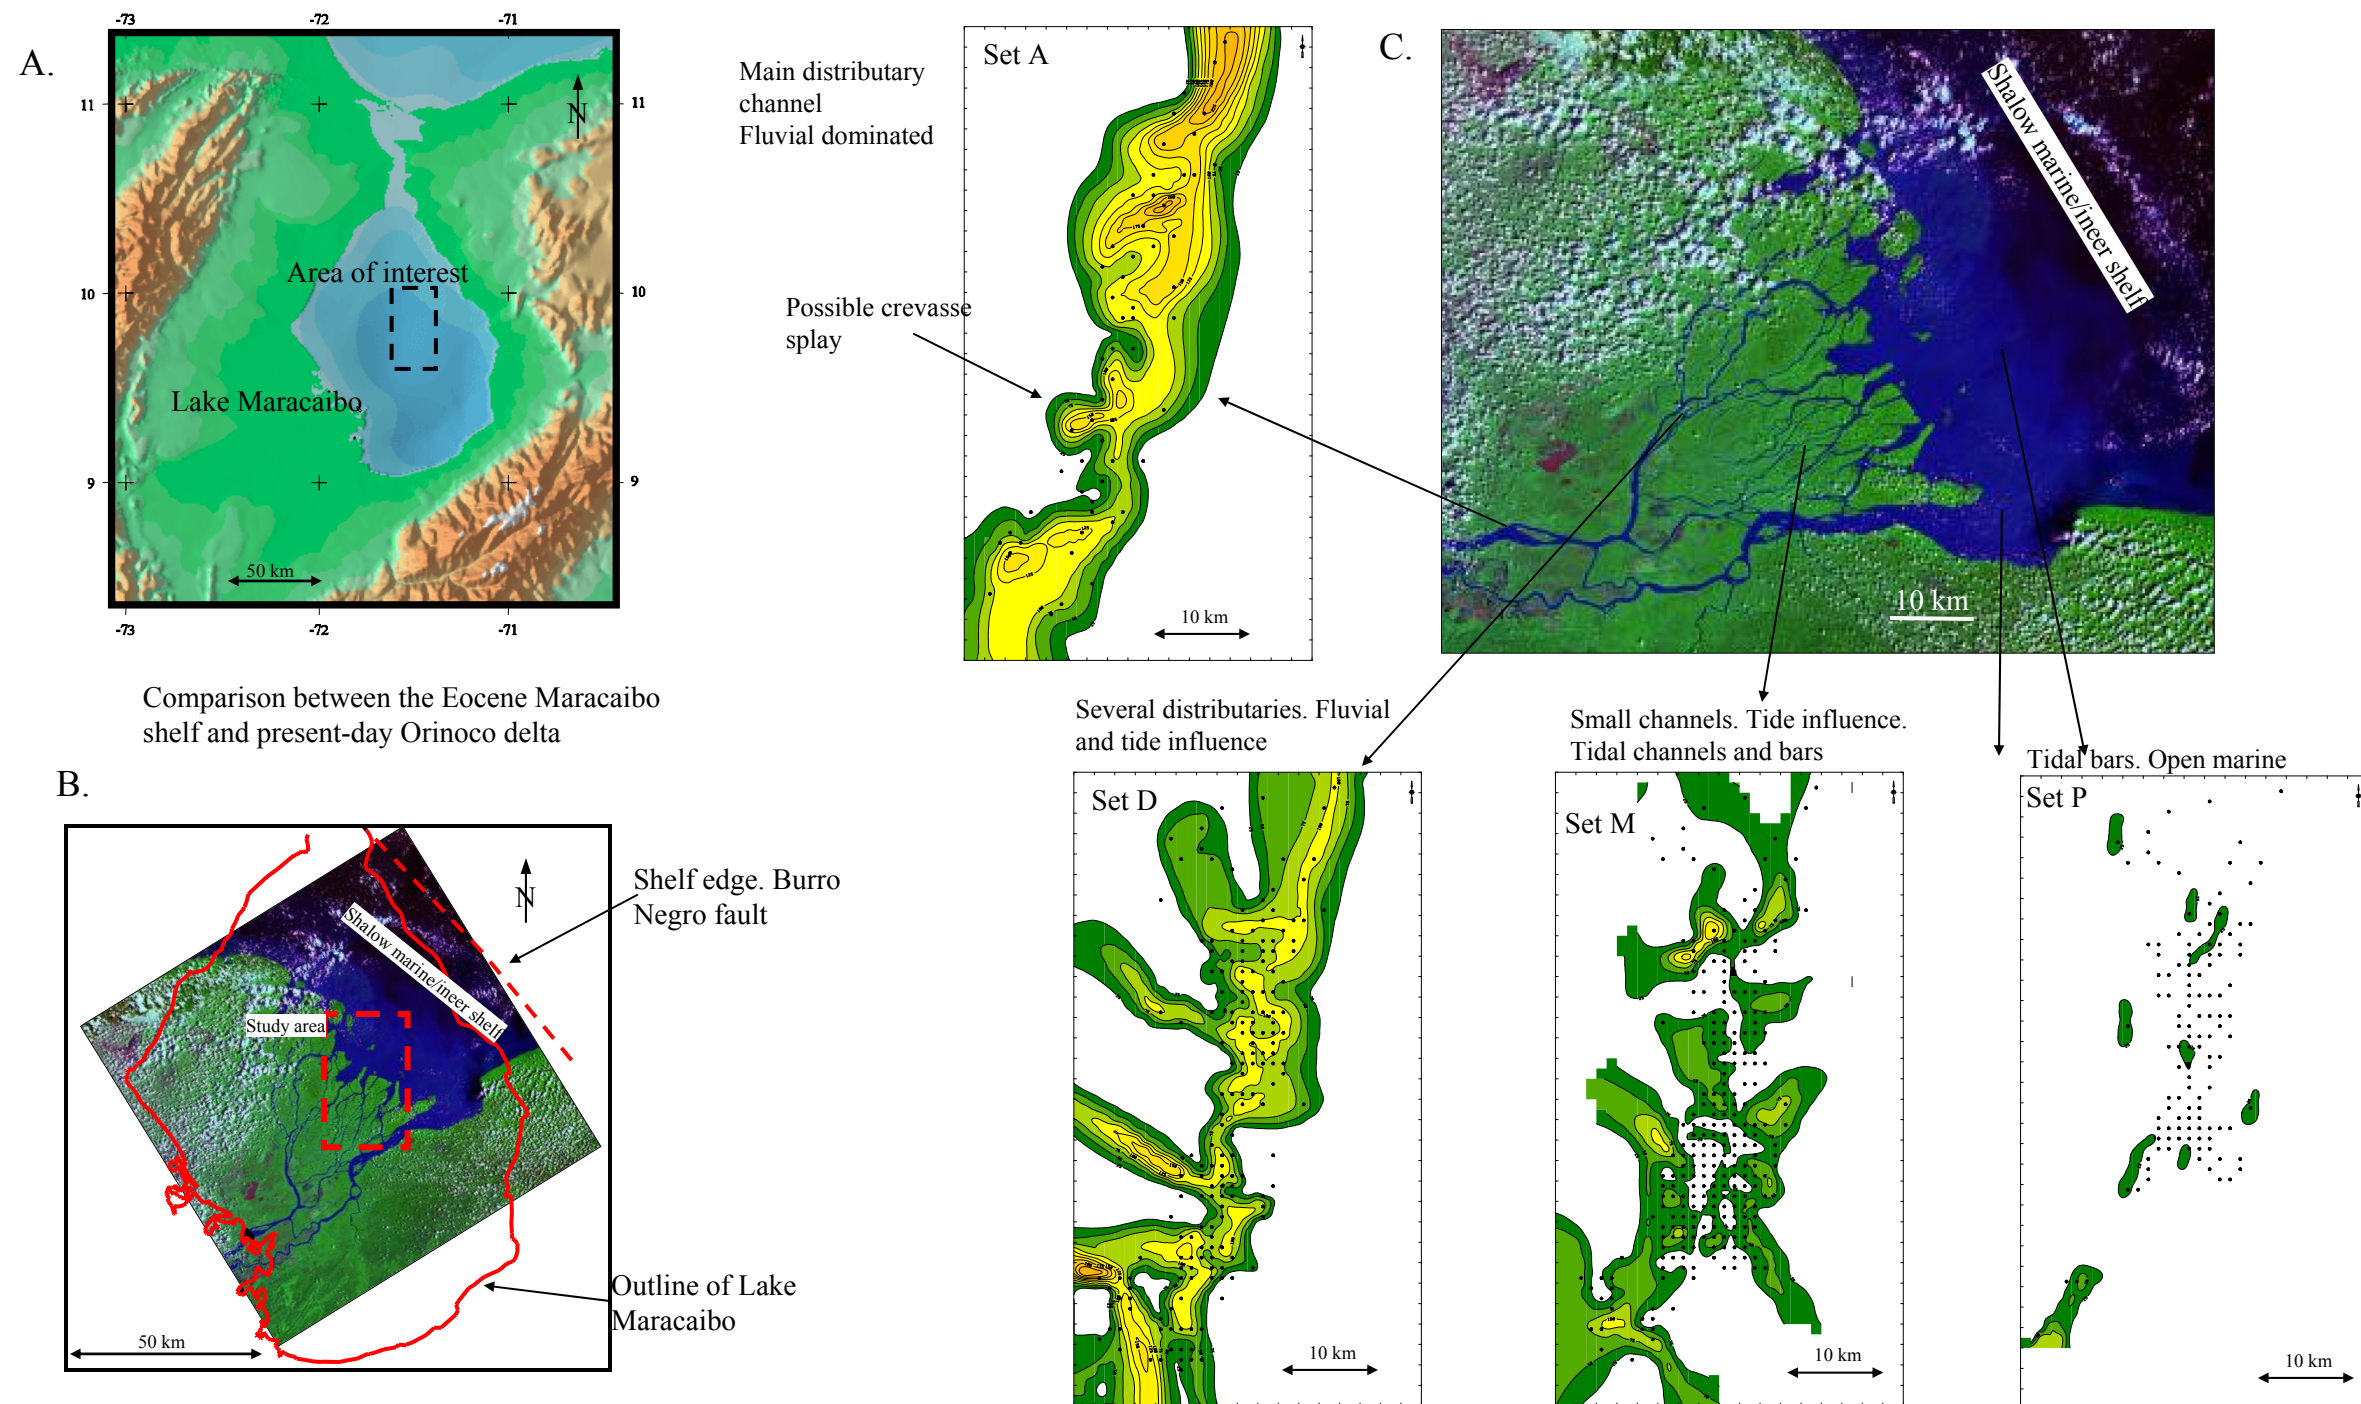 A.
-73
-72
-71
11
11
N
Area of interest
10
10
Lake Maracaibo
9
9
50 km
-73
-72
-71
Comparison between the Eocene Maracaibo
shelf and present-day Orinoco delta
Main distributary
channel
Fluvial dominated
Set A
Possible crevasse
splay
10 km
C.
Shalow marine/ineer shelf
10 km
B.
N
Shalow marine/ineer shelf
Study area
50 km
Shelf edge. Burro
Negro fault
Outline of Lake
Maracaibo
Several distributaries. Fluvial
and tide influence
Set D
10 km
Small channels. Tide influence.
Tidal channels and bars
Set M
10 km
Tidal bars. Open marine
Set P
10 km